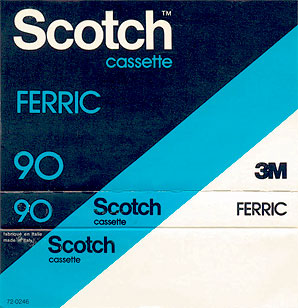 Scotch™
cassette
FERRIC
90
3M
90
Scotch
cassette
FERRIC
fabriqué en Italie
made in Italy
Scotch
cassette
72-0246